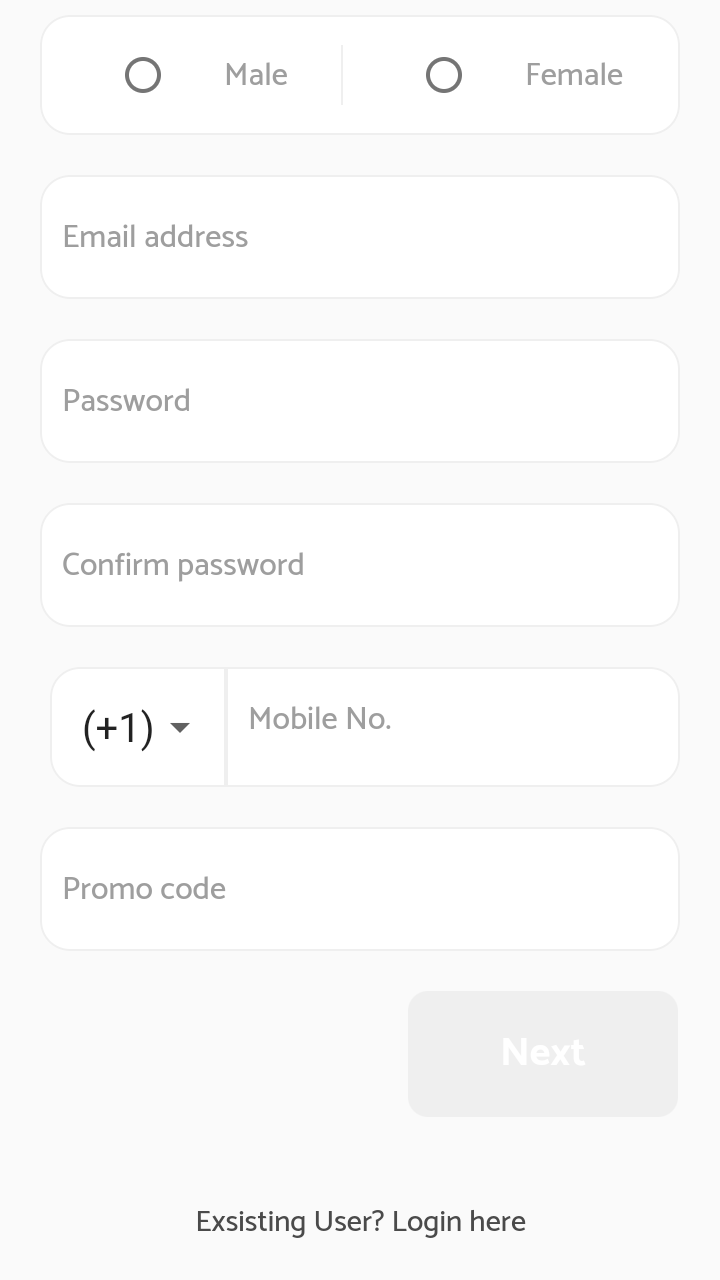 Male Female
Email address
Password
Confirm password
(+1) Mobile No.
Promo code
Next
Exsisting User? Login here